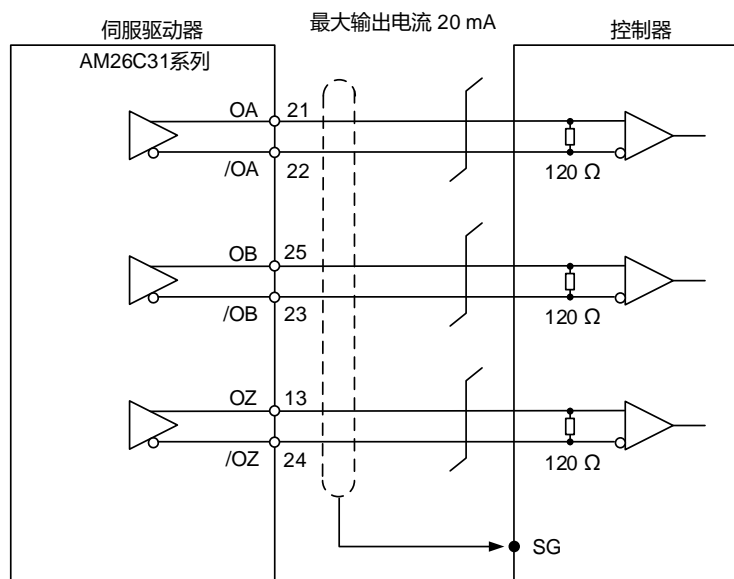 最大输出电流 20 mA
伺服驱动器
控制器
AM26C31系列
OA 21
/OA 22
120 Ω
OB 25
/OB 23
120 Ω
OZ 13
/OZ 24
120 Ω
SG